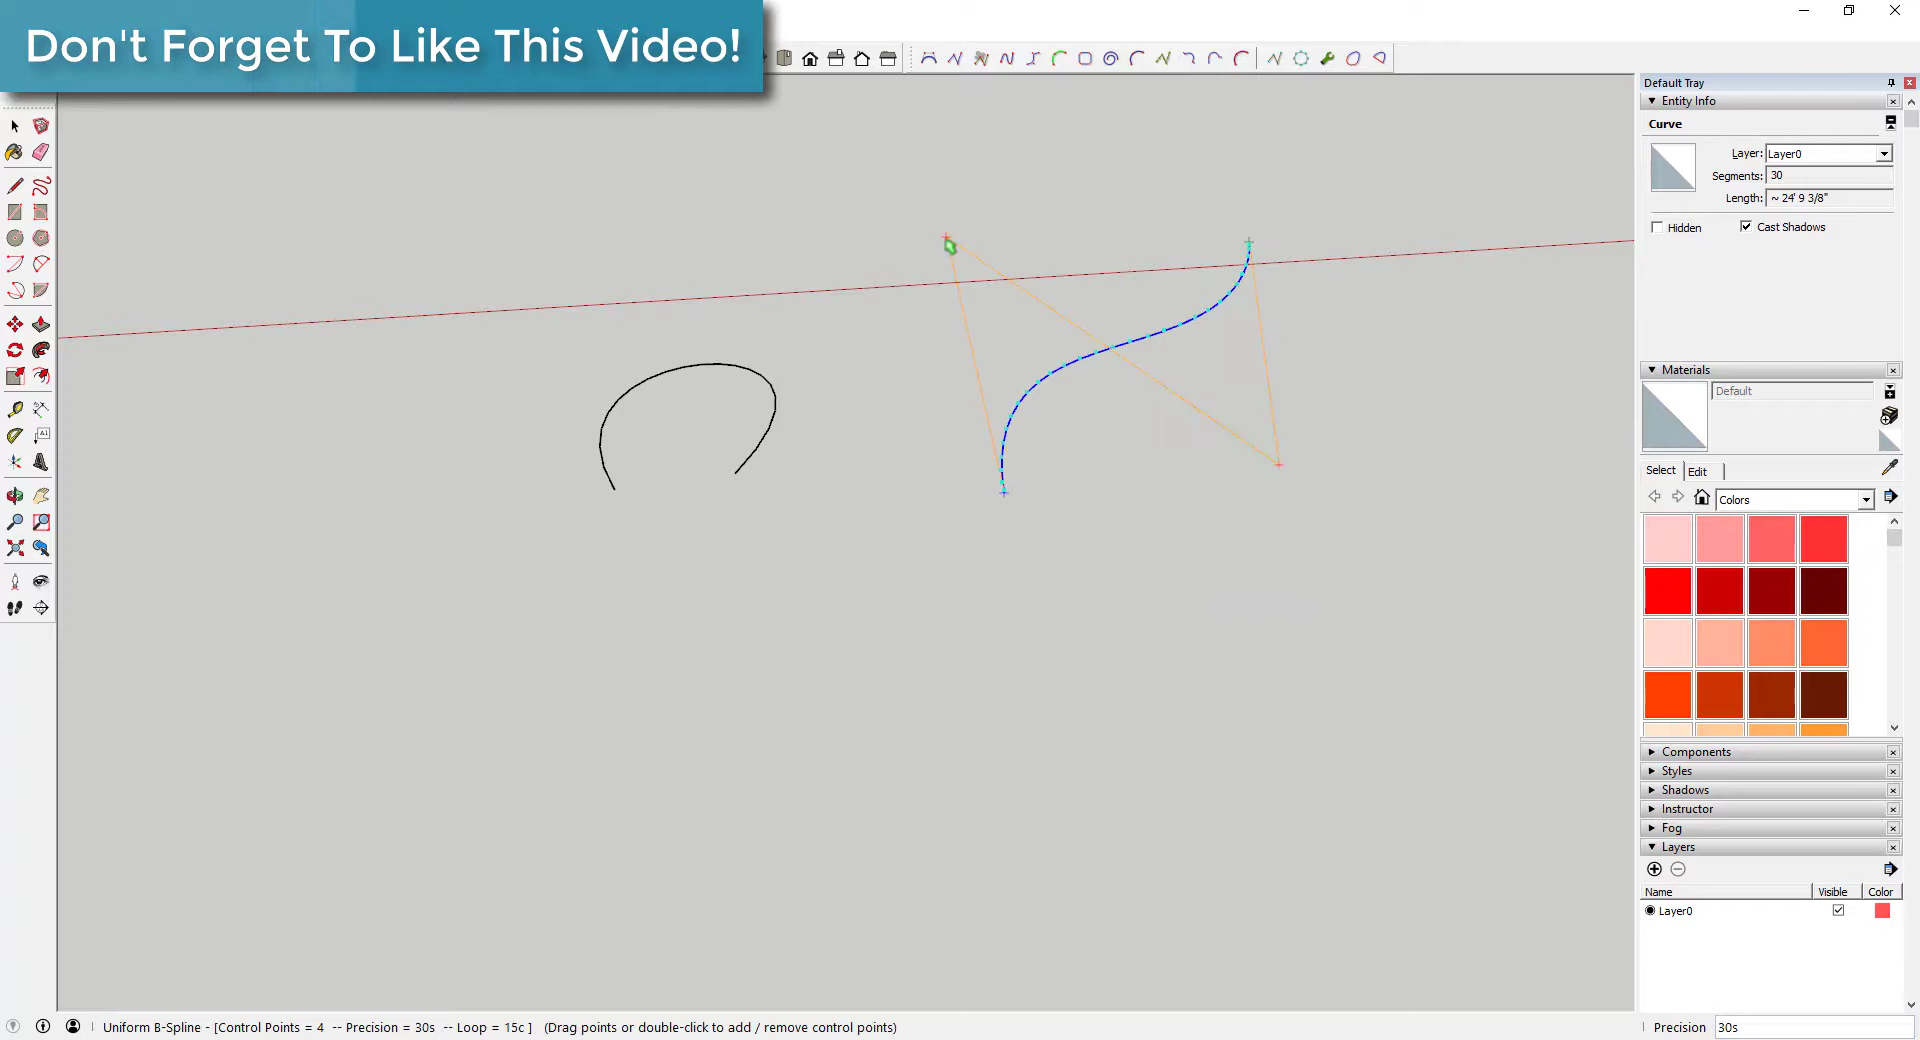 Don't Forget To Like This Video!
Default Tray
Entity Info
Curve
Layer: Layer0
Segments: 30
Length: ~ 24' 9 3/8"
Hidden
Cast Shadows
Materials
Default
Select
Edit
Colors
Components
Styles
Shadows
Instructor
Fog
Layers
Name Visible Color
Layer0
A1
Uniform B-Spline - [Control Points = 4 -- Precision = 30s -- Loop = 15c ] (Drag points or double-click to add / remove control points)
Precision 30s